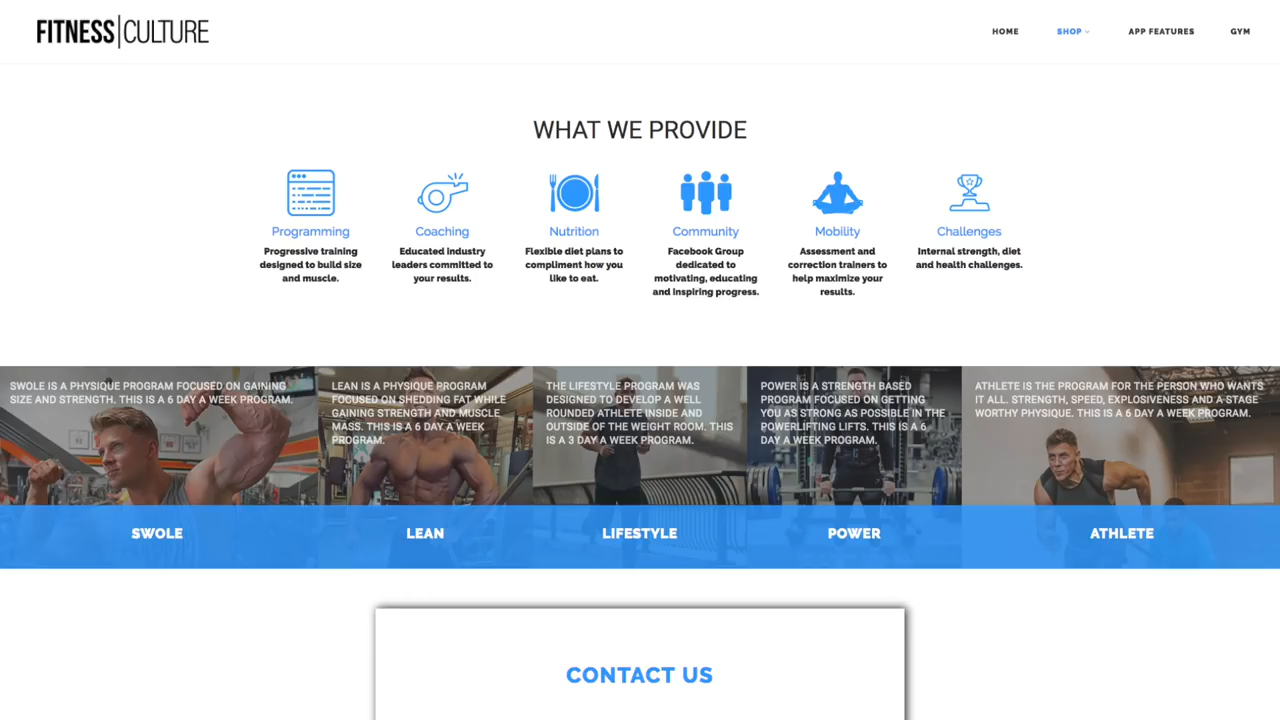 FITNESS|CULTURE
HOME
SHOP
APP FEATURES
GYM
WHAT WE PROVIDE
Programming
Progressive training
designed to build size
and muscle.
Coaching
Educated industry
leaders committed to
your results.
Nutrition
Flexible diet plans to
compliment how you
like to eat.
Community
Facebook Group
dedicated to
motivating, educating
and inspiring progress.
Mobility
Assessment and
correction trainers to
help maximize your
results.
Challenges
Internal strength, diet
and health challenges.
SWOLE IS A PHYSIQUE PROGRAM FOCUSED ON GAINING
SIZE AND STRENGTH. THIS IS A 6 DAY A WEEK PROGRAM.
SWOLE
LEAN IS A PHYSIQUE PROGRAM
FOCUSED ON SHEDDING FAT WHILE
GAINING STRENGTH AND MUSCLE
MASS. THIS IS A 6 DAY A WEEK
PROGRAM.
LEAN
THE LIFESTYLE PROGRAM WAS
DESIGNED TO DEVELOP A WELL
ROUNDED ATHLETE INSIDE AND
OUTSIDE OF THE WEIGHT ROOM. THIS
IS A 3 DAY A WEEK PROGRAM.
LIFESTYLE
POWER IS A STRENGTH BASED
PROGRAM FOCUSED ON GETTING
YOU AS STRONG AS POSSIBLE IN THE
POWERLIFTING LIFTS. THIS IS A 6
DAY A WEEK PROGRAM.
POWER
ATHLETE IS THE PROGRAM FOR THE PERSON WHO WANTS
IT ALL. STRENGTH, SPEED, EXPLOSIVENESS AND A STAGE
WORTHY PHYSIQUE. THIS IS A 6 DAY A WEEK PROGRAM.
ATHLETE
CONTACT US